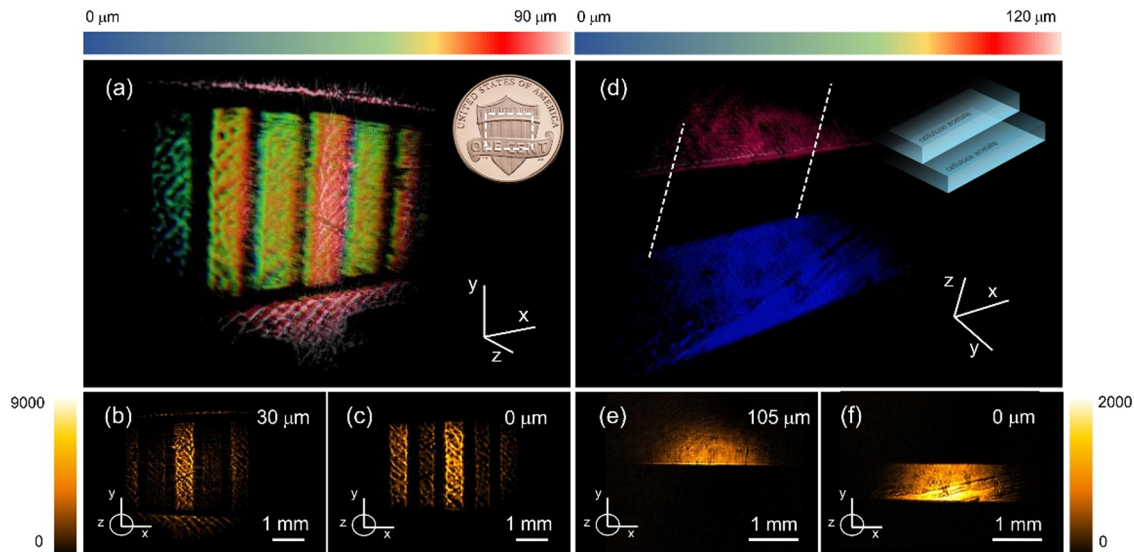 0 μm
90 μm
0 μm
120 μm
(a)
UNITED STATES OF AMERICA
ONE CENT
y
x
z
(d)
cellulose acetate
cellulose acetate
z
x
y
9000
0
(b)
30 μm
y
z
x
1 mm
(c)
0 μm
y
z
x
1 mm
(e)
105 μm
y
z
x
1 mm
(f)
0 μm
y
z
x
1 mm
2000
0